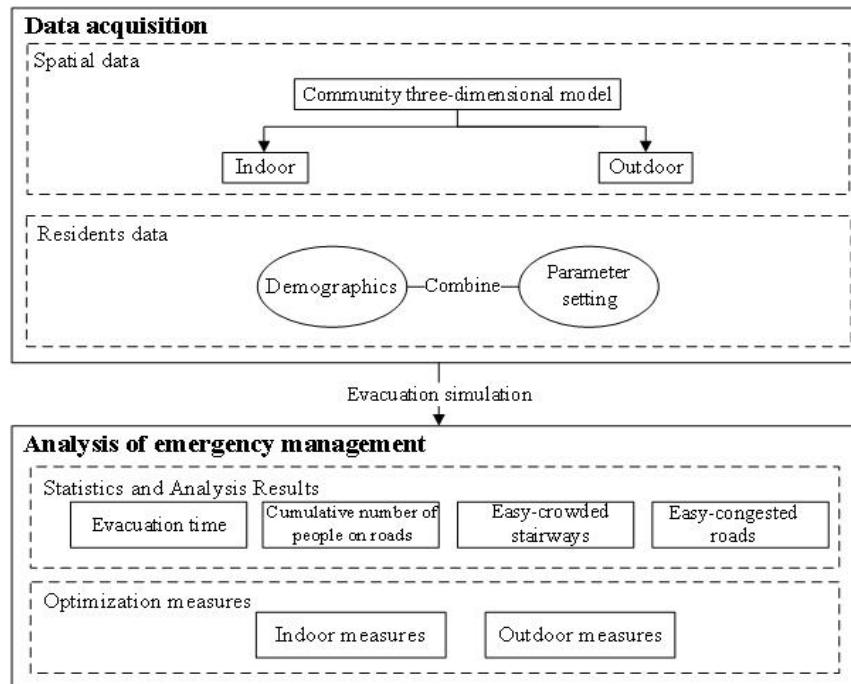 Data acquisition
Spatial data
Community three-dimensional model
Indoor
Outdoor
Residents data
Demographics
Combine
Parameter
setting
Evacuation simulation
Analysis of emergency management
Statistics and Analysis Results
Evacuation time
Cumulative number of
people on roads
Easy-crowded
stairways
Easy-congested
roads
Optimization measures
Indoor measures
Outdoor measures